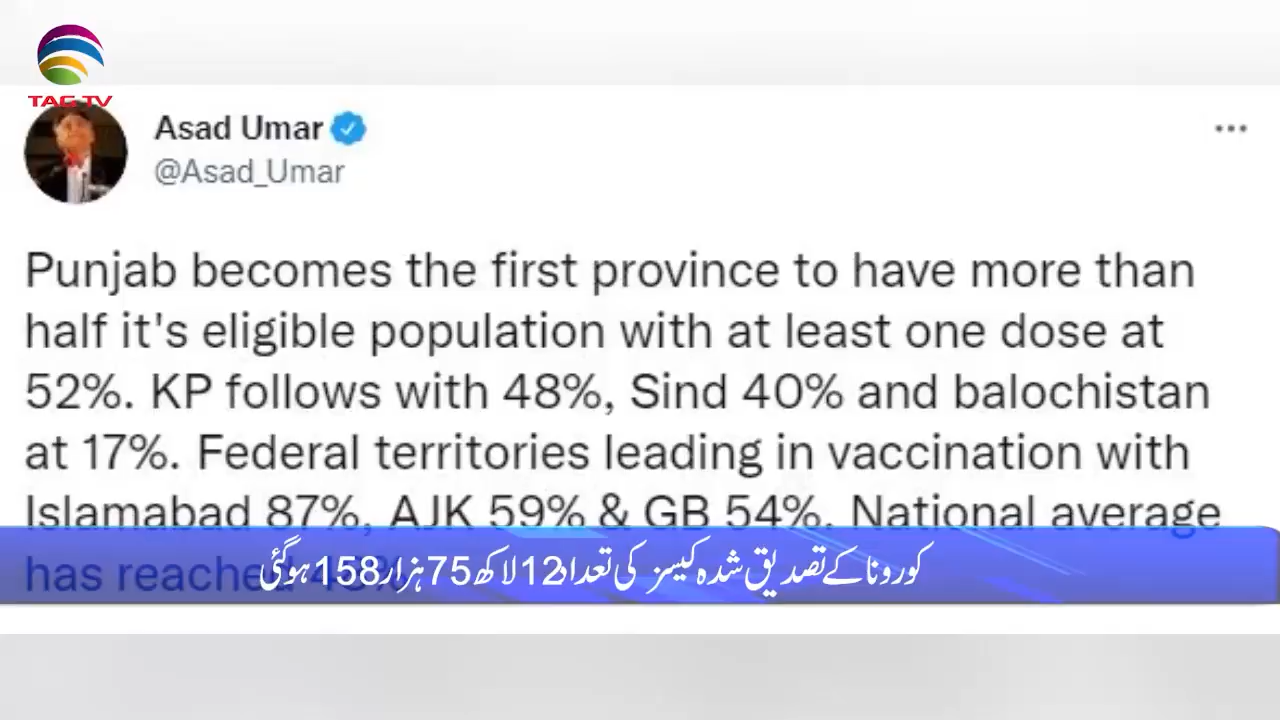 TAG TV
Asad Umar
@Asad_Umar
Punjab becomes the first province to have more than
half it's eligible population with at least one dose at
52%. KP follows with 48%, Sind 40% and balochistan
at 17%. Federal territories leading in vaccination with
Islamabad 87%, AJK 59% & GB 54%. National average
has reached
کورونا کے تصدیق شدہ کیسز کی تعداد 12 لاکھ 75 ہزار 158 ہوگئی